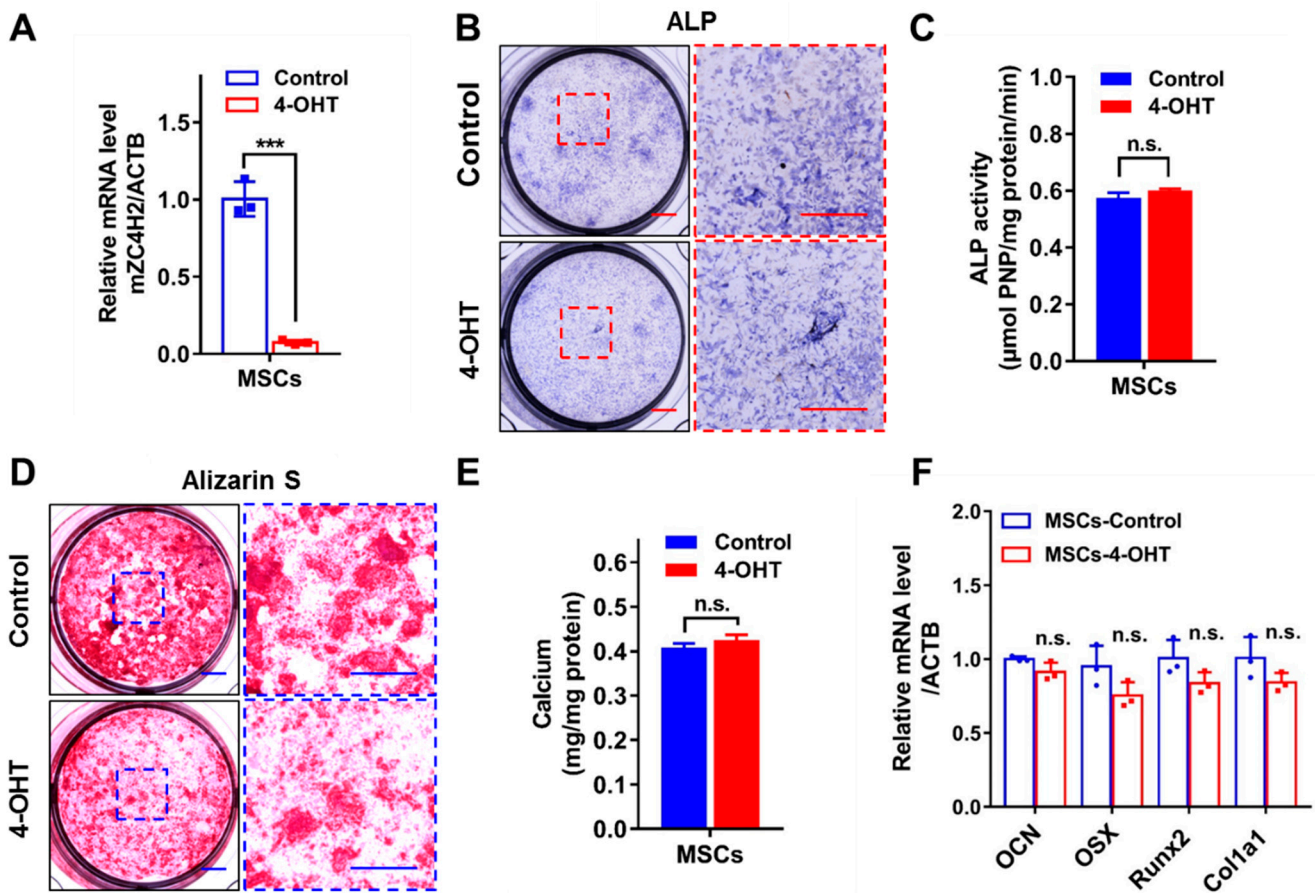 A
Control
4-OHT
Relative mRNA level
mZC4H2/ACTB
1.5
1.0
0.5
0.0
***
MSCs
B
ALP
Control
4-OHT
C
Control
4-OHT
ALP activity
(μmol PNP/mg protein/min)
1.0
0.8
0.6
0.4
0.2
0.0
n.s.
MSCs
D
Alizarin S
Control
4-OHT
E
Control
4-OHT
Calcium
(mg/mg protein)
0.6
0.5
0.4
0.3
0.2
0.1
0.0
n.s.
MSCs
F
MSCs-Control
MSCs-4-OHT
Relative mRNA level
/ACTB
2.0
1.5
1.0
0.5
0.0
n.s.
n.s.
n.s.
n.s.
OCN
OSX
Runx2
Col1a1